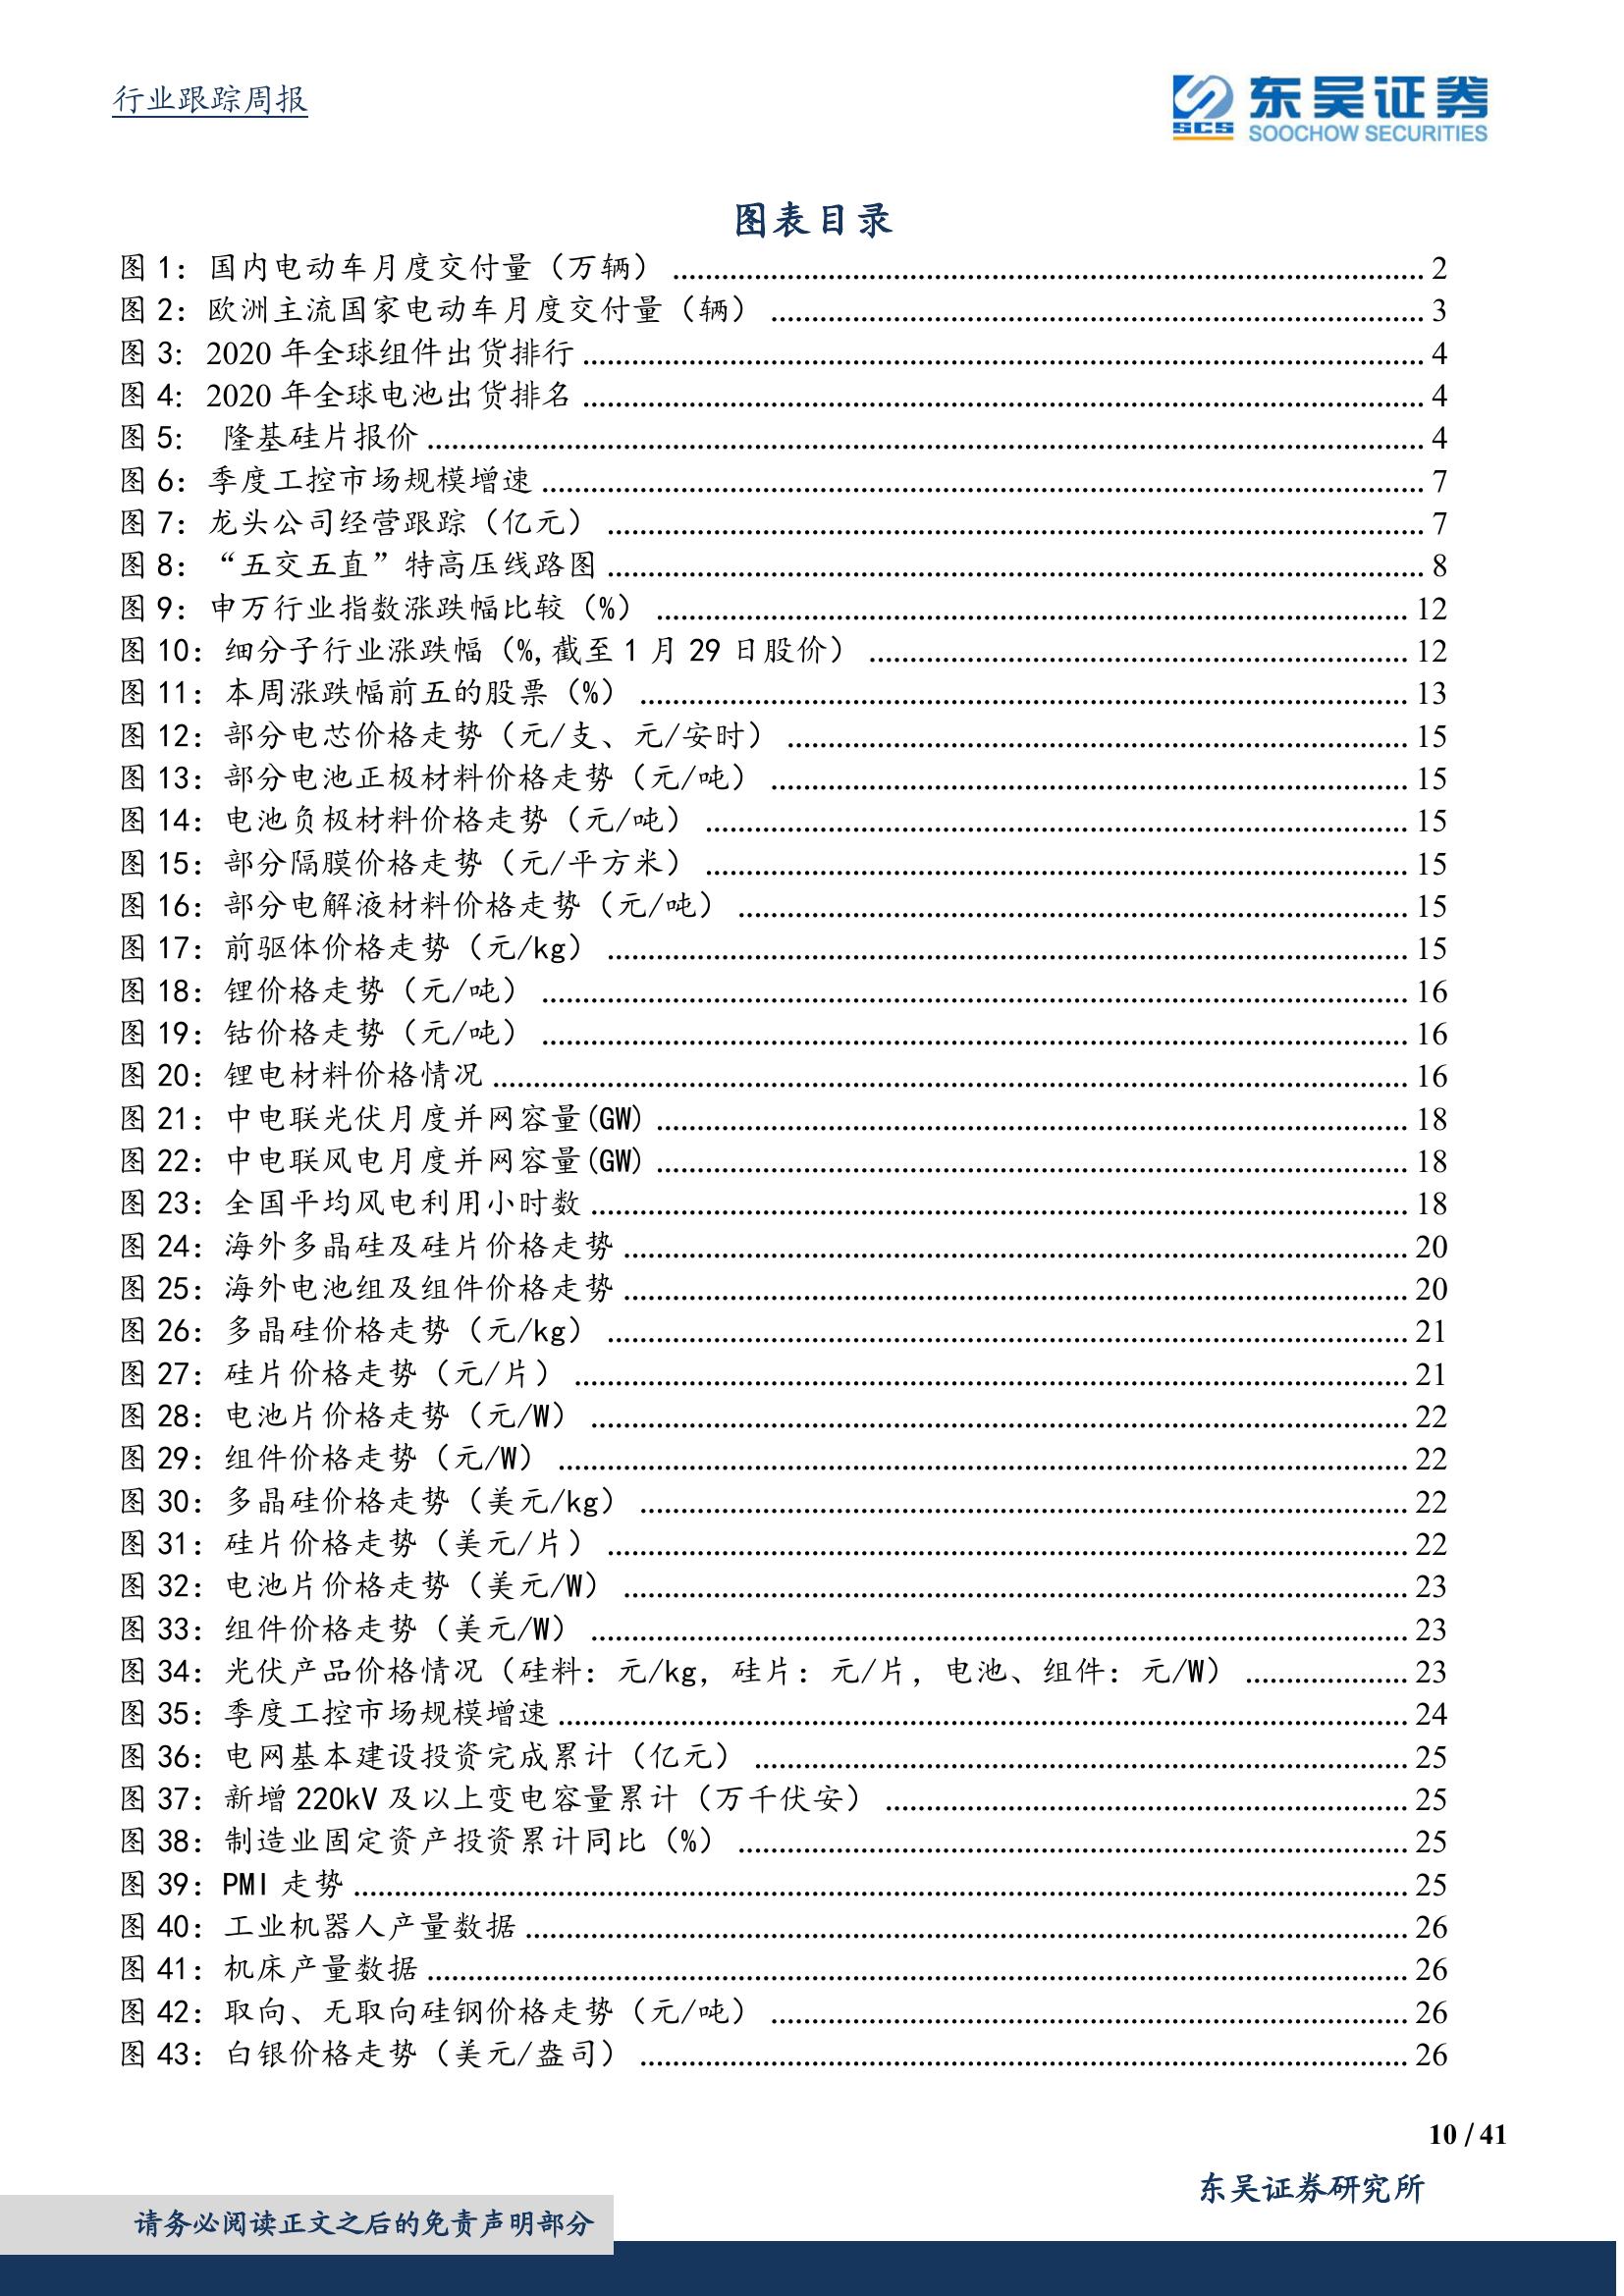 行业跟踪周报
SCS 东吴证券
SOOCHOW SECURITIES
图表目录
图 1：国内电动车月度交付量（万辆） ........ 2
图 2：欧洲主流国家电动车月度交付量（辆） ........ 3
图 3: 2020 年全球组件出货排行 ........ 4
图 4: 2020 年全球电池出货排名 ........ 4
图 5: 隆基硅片报价 ........ 4
图 6：季度工控市场规模增速 ........ 7
图 7：龙头公司经营跟踪（亿元） ........ 7
图 8：“五交五直”特高压线路图 ........ 8
图 9：申万行业指数涨跌幅比较（%） ........ 12
图 10：细分子行业涨跌幅（%,截至 1 月 29 日股价） ........ 12
图 11：本周涨跌幅前五的股票（%） ........ 13
图 12：部分电芯价格走势（元/支、元/安时） ........ 15
图 13：部分电池正极材料价格走势（元/吨） ........ 15
图 14：电池负极材料价格走势（元/吨） ........ 15
图 15：部分隔膜价格走势（元/平方米） ........ 15
图 16：部分电解液材料价格走势（元/吨） ........ 15
图 17：前驱体价格走势（元/kg） ........ 15
图 18：锂价格走势（元/吨） ........ 16
图 19：钴价格走势（元/吨） ........ 16
图 20：锂电材料价格情况 ........ 16
图 21：中电联光伏月度并网容量(GW) ........ 18
图 22：中电联风电月度并网容量(GW) ........ 18
图 23：全国平均风电利用小时数 ........ 18
图 24：海外多晶硅及硅片价格走势 ........ 20
图 25：海外电池组及组件价格走势 ........ 20
图 26：多晶硅价格走势（元/kg） ........ 21
图 27：硅片价格走势（元/片） ........ 21
图 28：电池片价格走势（元/W） ........ 22
图 29：组件价格走势（元/W） ........ 22
图 30：多晶硅价格走势（美元/kg） ........ 22
图 31：硅片价格走势（美元/片） ........ 22
图 32：电池片价格走势（美元/W） ........ 23
图 33：组件价格走势（美元/W） ........ 23
图 34：光伏产品价格情况（硅料：元/kg，硅片：元/片，电池、组件：元/W） ........ 23
图 35：季度工控市场规模增速 ........ 24
图 36：电网基本建设投资完成累计（亿元） ........ 25
图 37：新增 220kV 及以上变电容量累计（万千伏安） ........ 25
图 38：制造业固定资产投资累计同比（%） ........ 25
图 39：PMI 走势 ........ 25
图 40：工业机器人产量数据 ........ 26
图 41：机床产量数据 ........ 26
图 42：取向、无取向硅钢价格走势（元/吨） ........ 26
图 43：白银价格走势（美元/盎司） ........ 26
10 / 41
东吴证券研究所
请务必阅读正文之后的免责声明部分